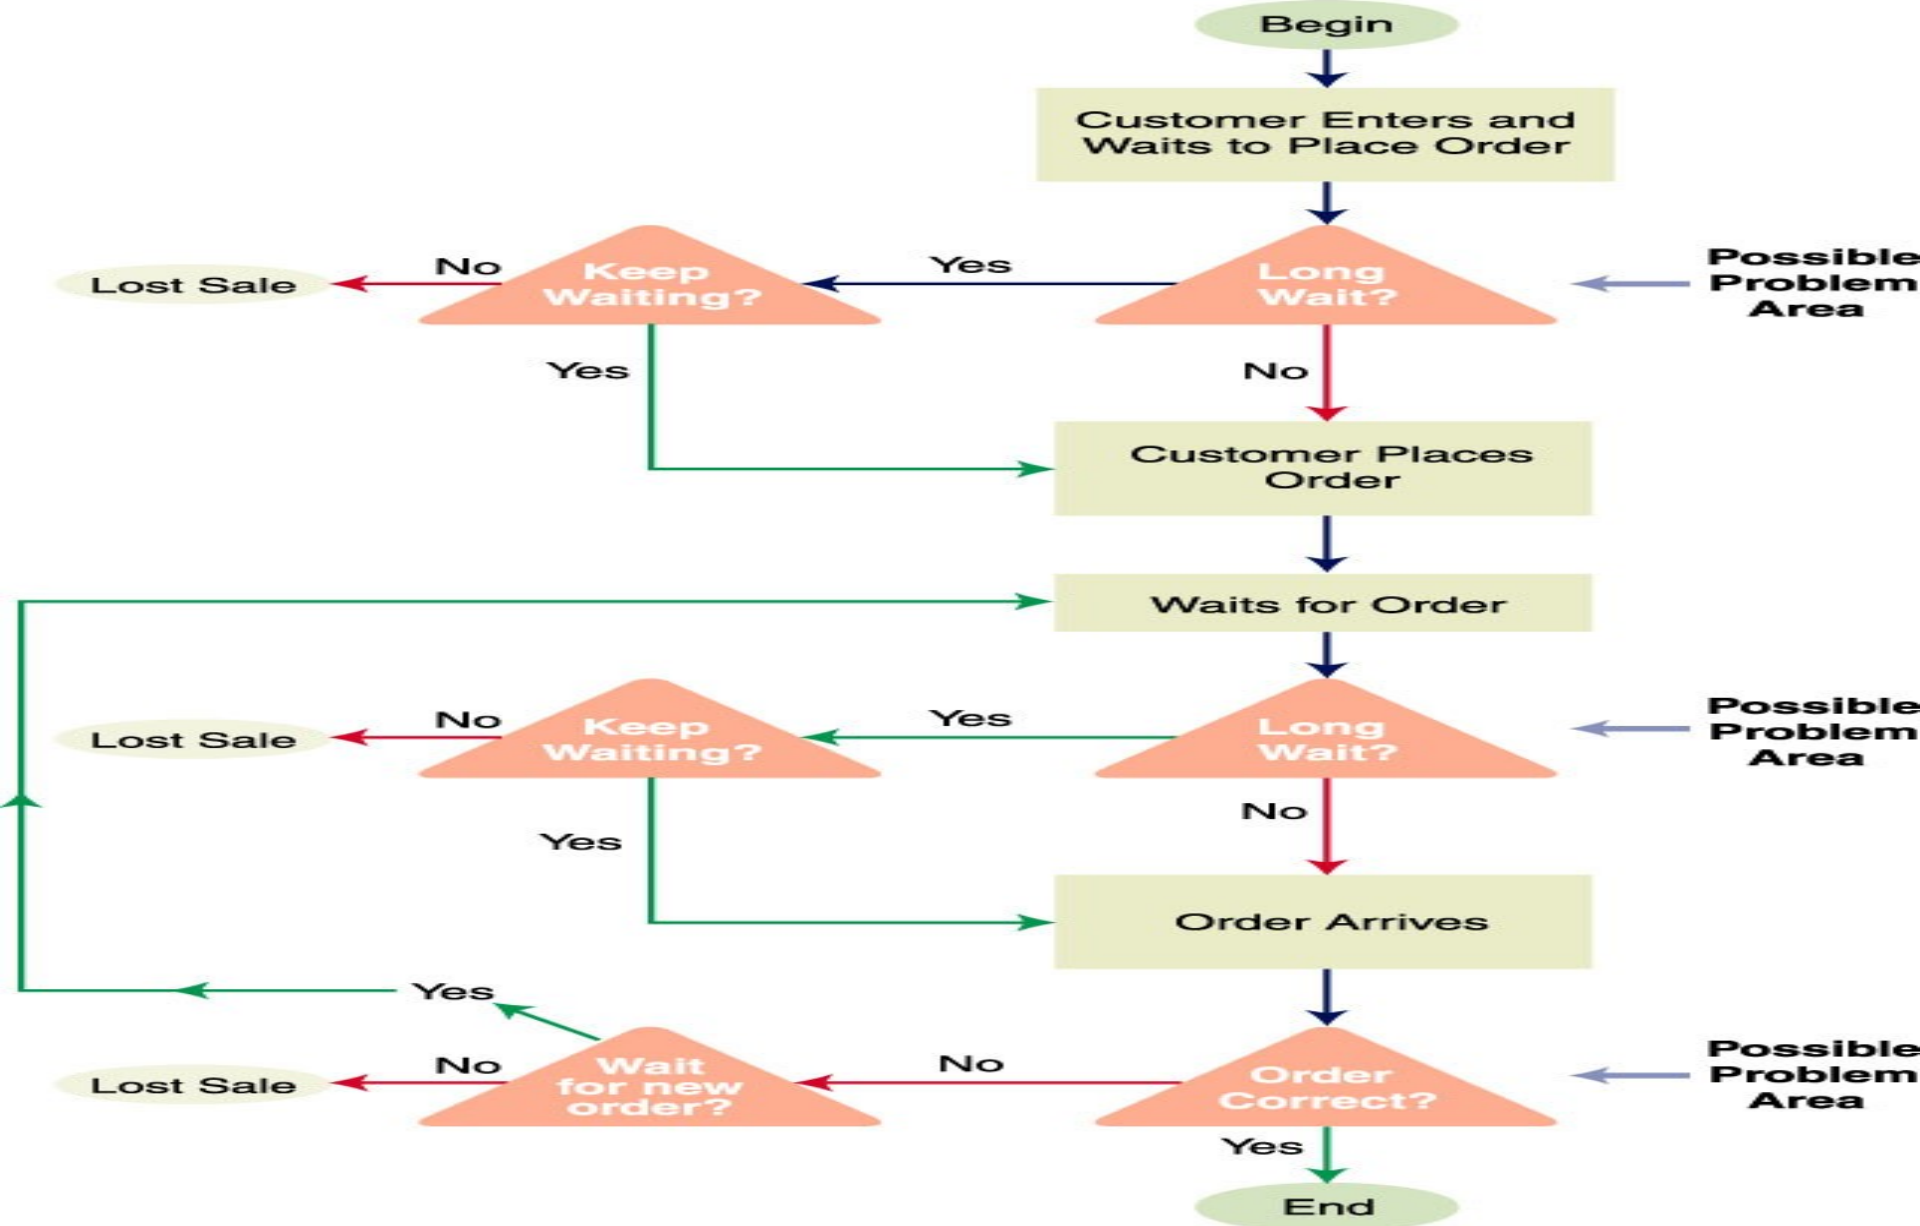 Begin
Customer Enters and
Waits to Place Order
Lost Sale
No
Keep
Waiting?
Yes
Long
Wait?
Possible
Problem
Area
Yes
No
Customer Places
Order
Waits for Order
Lost Sale
No
Keep
Waiting?
Yes
Long
Wait?
Possible
Problem
Area
Yes
No
Order Arrives
Yes
Lost Sale
No
Wait
for new
order?
No
Order
Correct?
Possible
Problem
Area
Yes
End